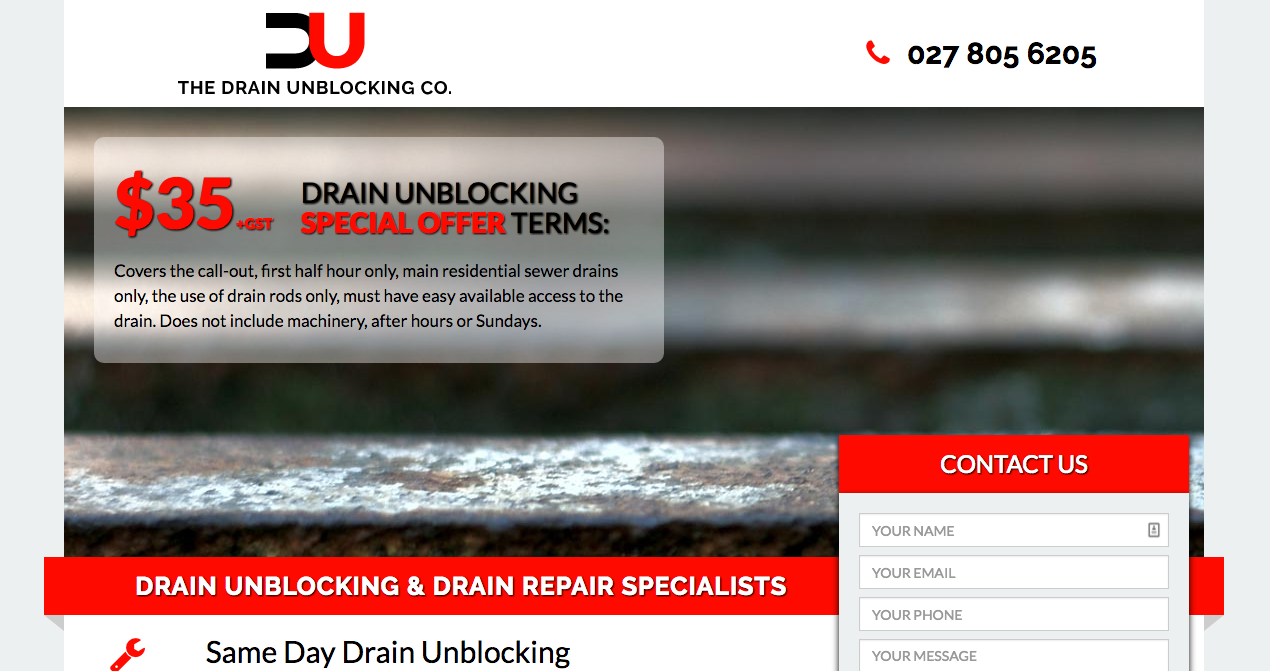 DU
THE DRAIN UNBLOCKING CO.
027 805 6205
$35 +GST
DRAIN UNBLOCKING
SPECIAL OFFER TERMS:
Covers the call-out, first half hour only, main residential sewer drains
only, the use of drain rods only, must have easy available access to the
drain. Does not include machinery, after hours or Sundays.
CONTACT US
YOUR NAME
YOUR EMAIL
YOUR PHONE
YOUR MESSAGE
DRAIN UNBLOCKING & DRAIN REPAIR SPECIALISTS
Same Day Drain Unblocking